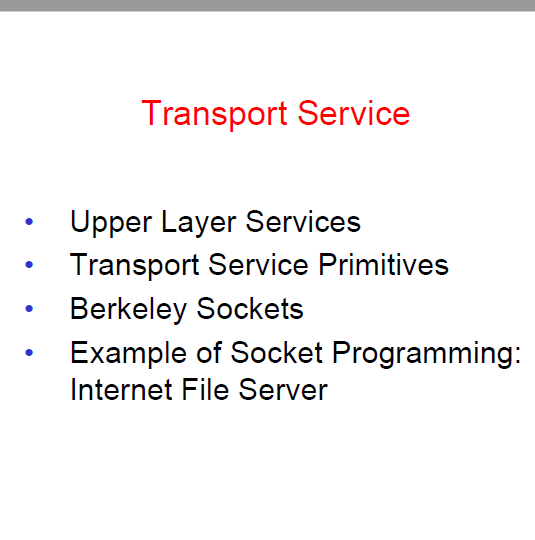 Transport Service
• Upper Layer Services
• Transport Service Primitives
• Berkeley Sockets
• Example of Socket Programming:
Internet File Server